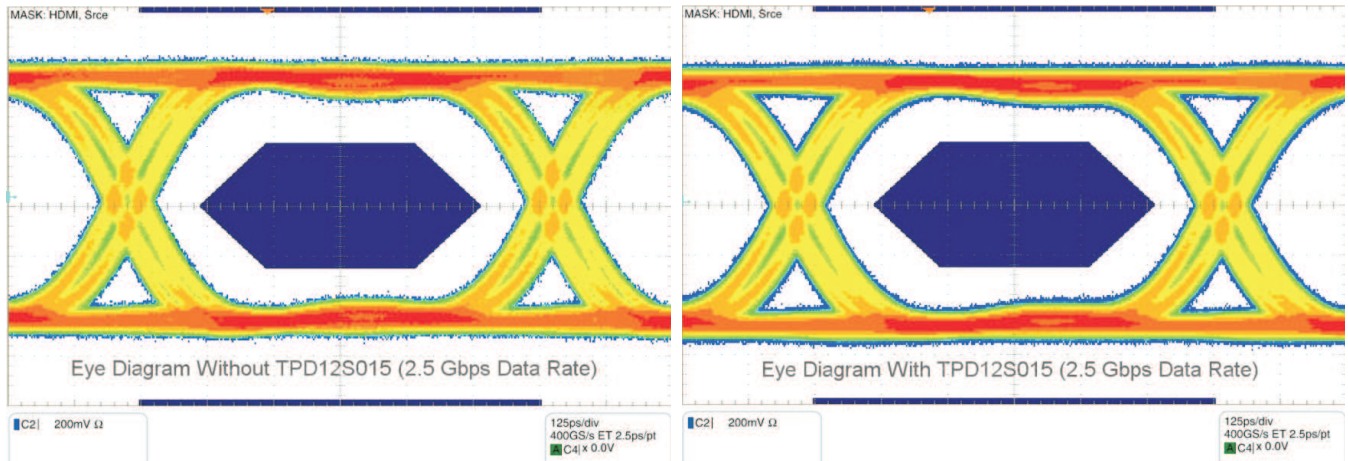 MASK: HDMI, Srce
Eye Diagram Without TPD12S015 (2.5 Gbps Data Rate)
C2| 200mV Ω
125ps/div
400GS/s ET 2.5ps/pt
A C4| x 0.0V
MASK: HDMI, Srce
Eye Diagram With TPD12S015 (2.5 Gbps Data Rate)
C2| 200mV Ω
125ps/div
400GS/s ET 2.5ps/pt
A C4| x 0.0V